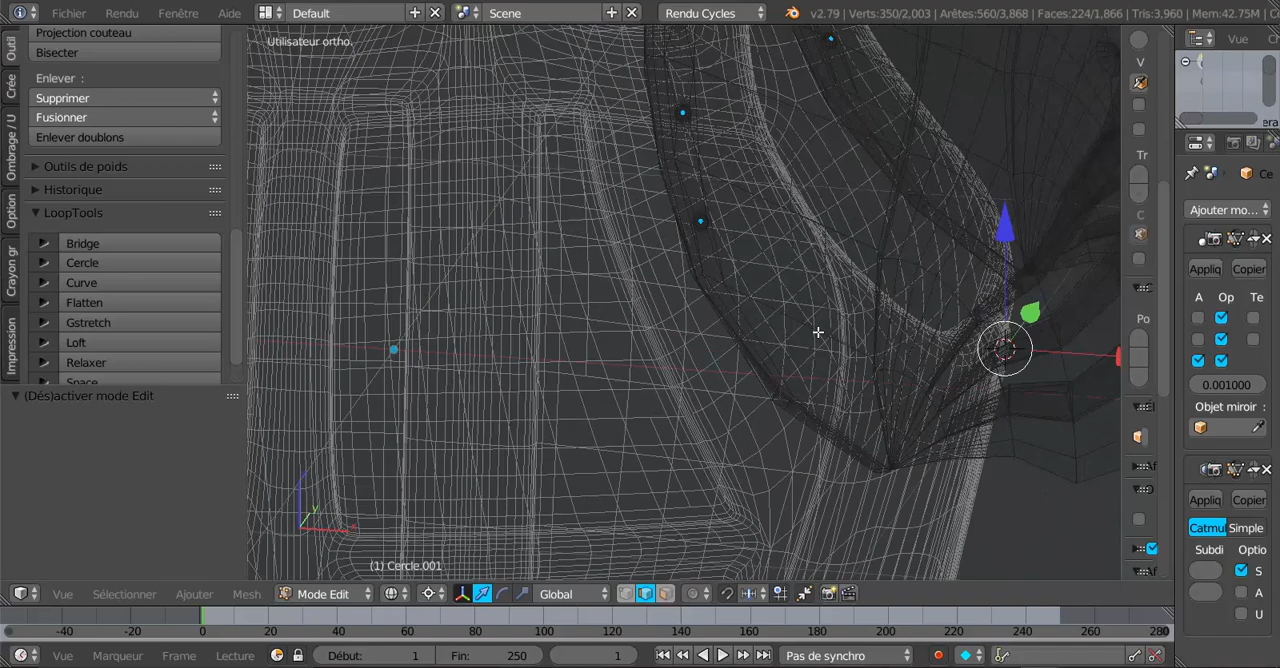 Fichier Rendu Fenêtre Aide Default Scene Rendu Cycles v2.79 | Verts:350/2,003 | Arêtes:560/3,868 | Faces:224/1,866 | Tris:3,960 | Mem:42.75M
Outil
Crée
Ombrage / U
Option
Crayon gr
Impression
Projection couteau
Bisecter
Enlever :
Supprimer
Fusionner
Enlever doublons
Outils de poids
Historique
LoopTools
Bridge
Cercle
Curve
Flatten
Gstretch
Loft
Relaxer
Space
(Dés)activer mode Edit
Utilisateur ortho.
z
y
x
(1) Cercle.001
V
Tr
C
Po
Vue
era
Ce
Ajouter mo...
Appliq Copier
A Op Te
0.001000
Objet miroir :
Appliq Copier
Catmu Simple
Subdi Optio
S
A
U
Vue Sélectionner Ajouter Mesh Mode Edit Global
-40 -20 0 20 40 60 80 100 120 140 160 180 200 220 240 260 280
Vue Marqueur Frame Lecture Début: 1 Fin: 250 1 Pas de synchro